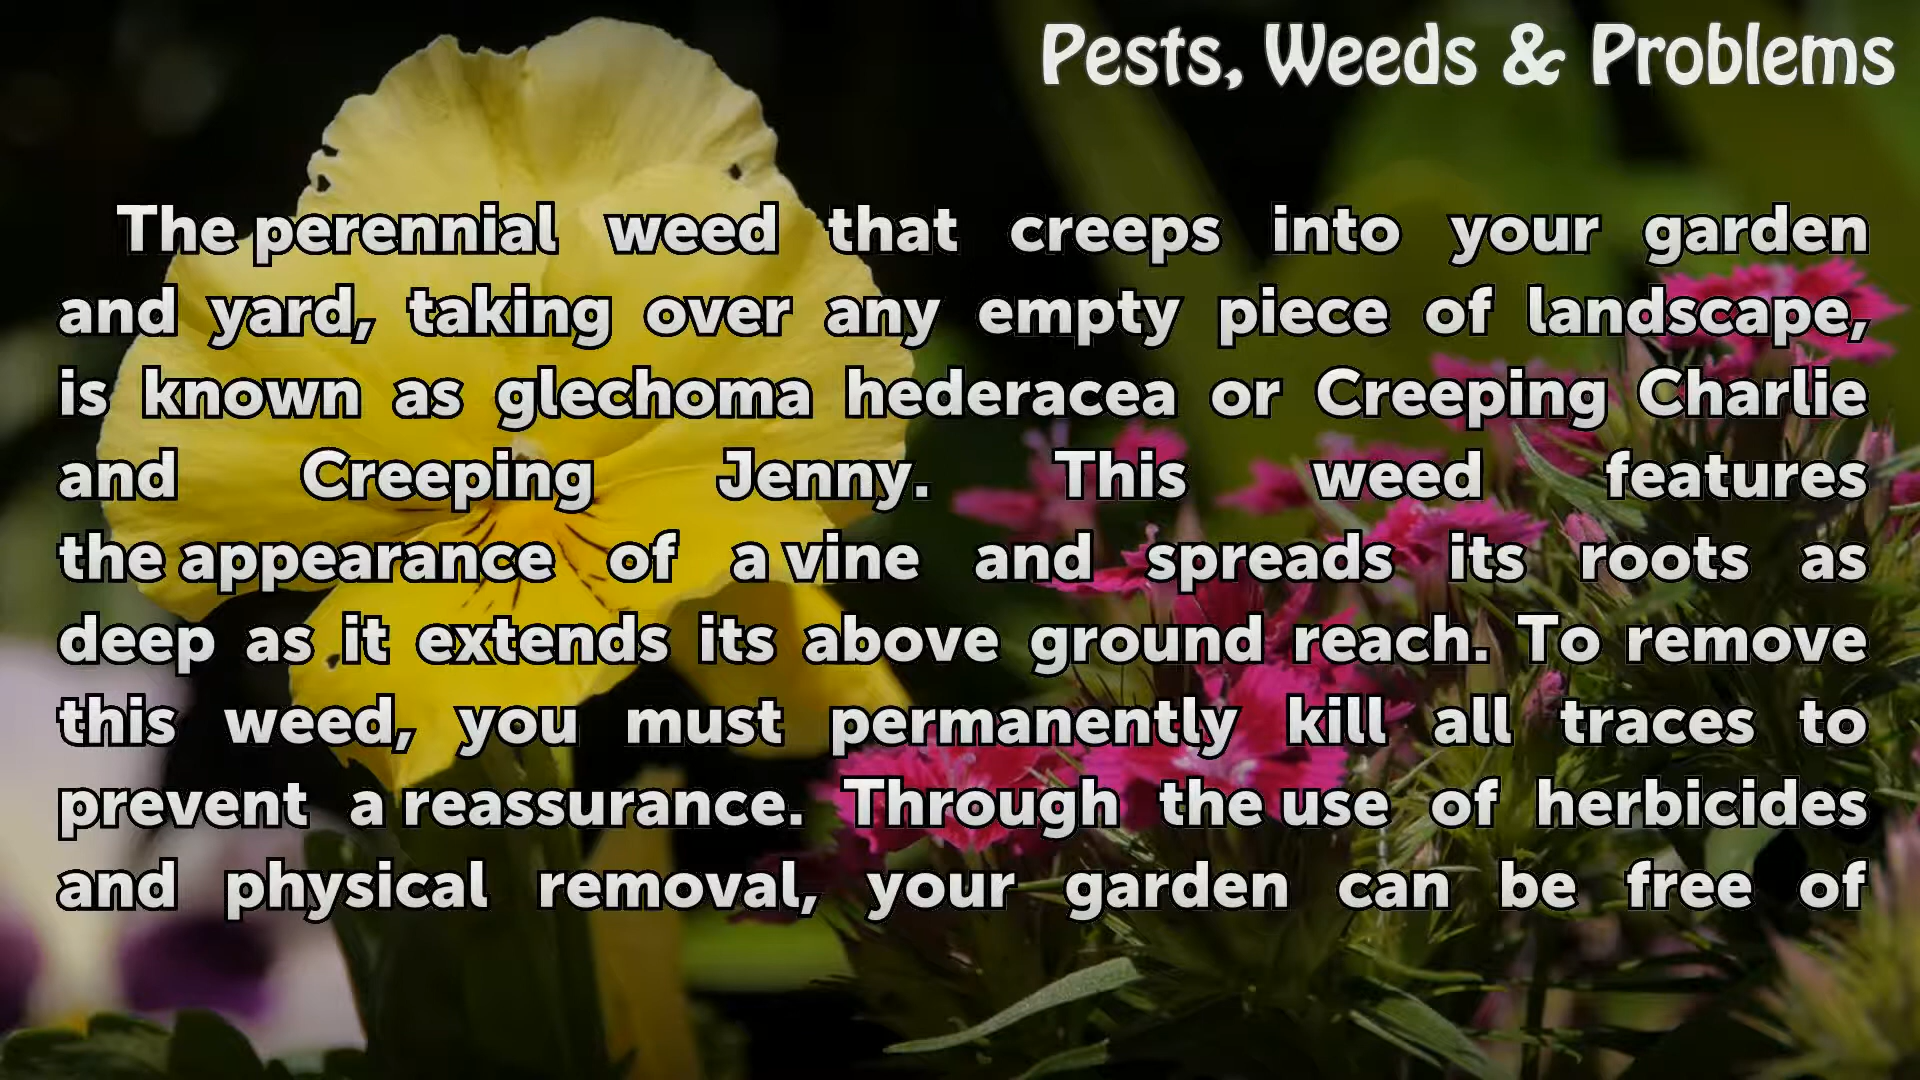 Pests, Weeds & Problems
The perennial weed that creeps into your garden
and yard, taking over any empty piece of landscape,
is known as glechoma hederacea or Creeping Charlie
and Creeping Jenny. This weed features
the appearance of a vine and spreads its roots as
deep as it extends its above ground reach. To remove
this weed, you must permanently kill all traces to
prevent a reassurance. Through the use of herbicides
and physical removal, your garden can be free of